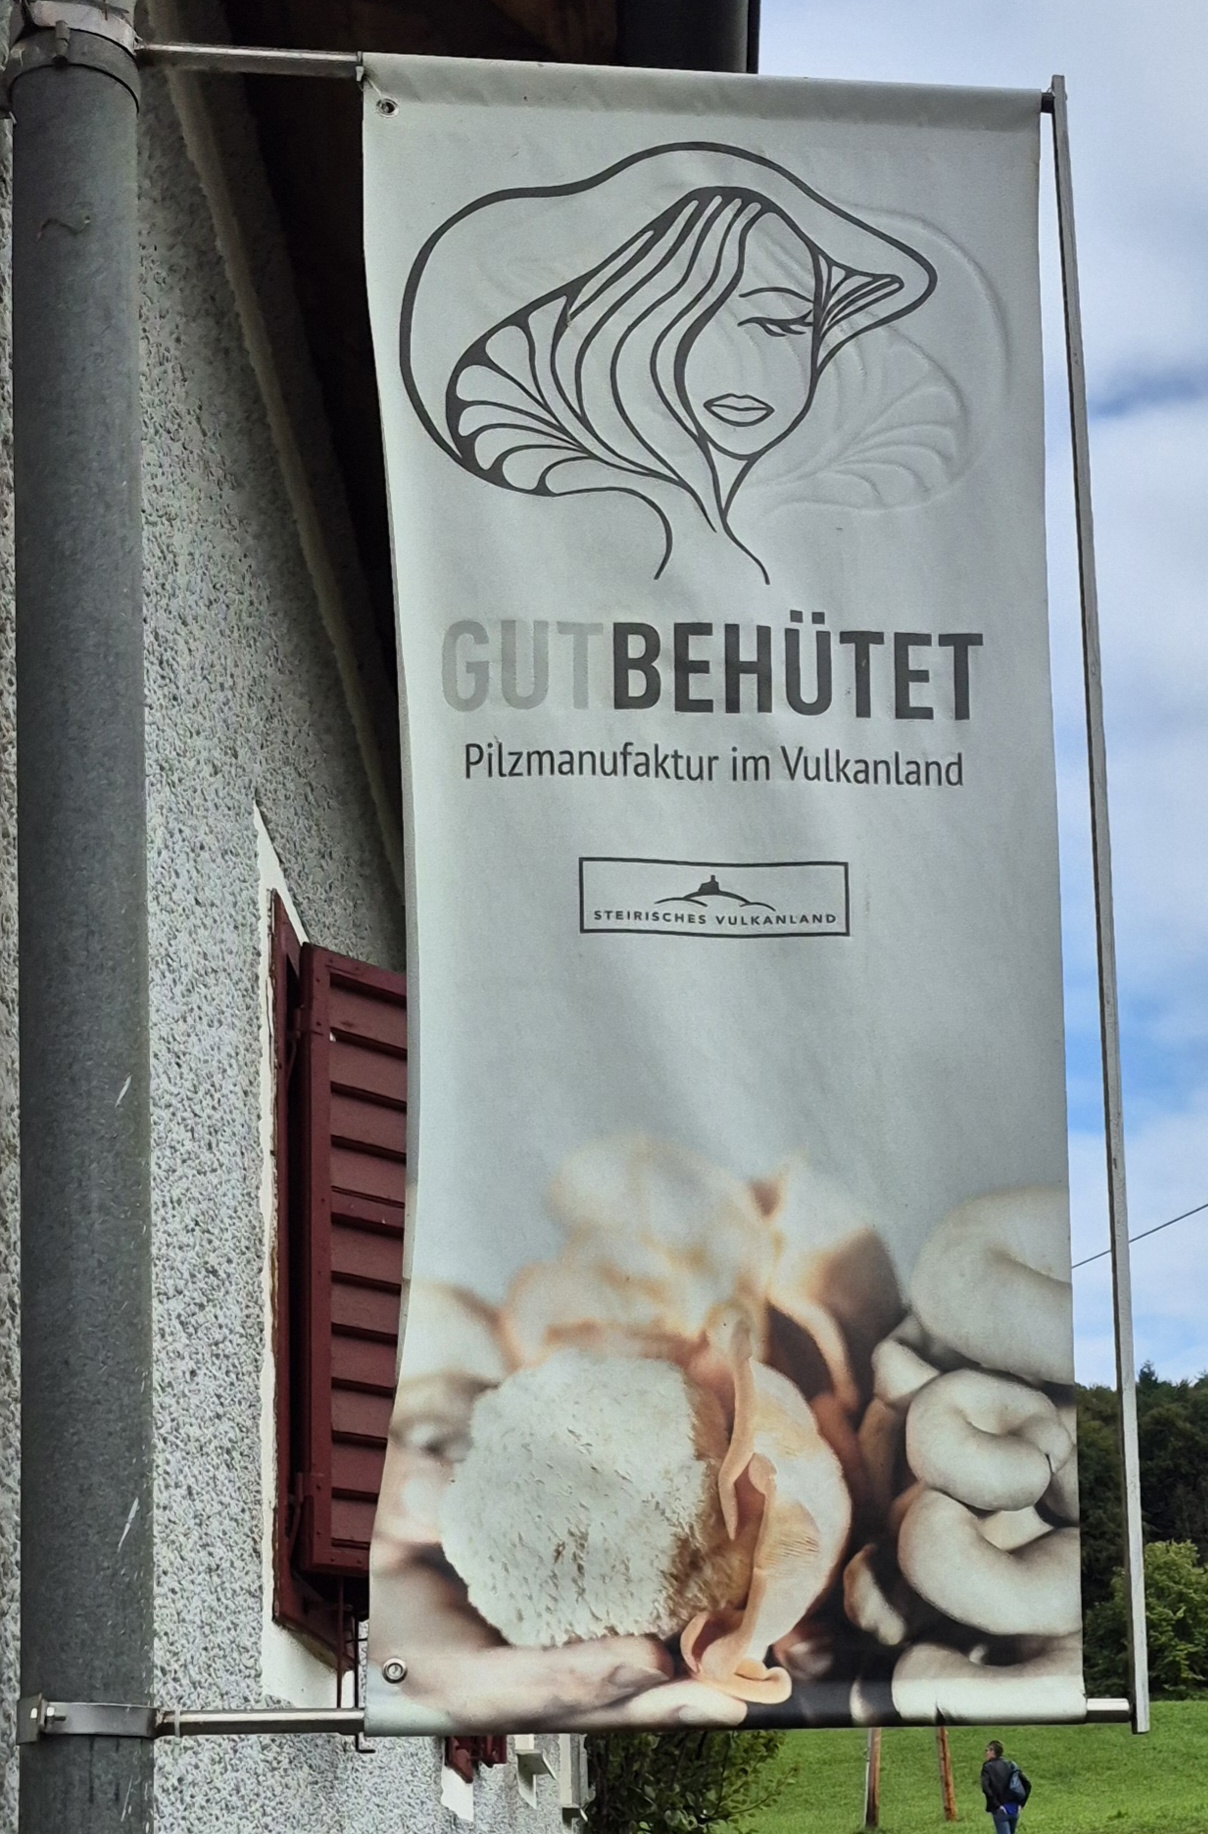 GUTBEHÜTET
Pilzmanufaktur im Vulkanland
STEIRISCHES VULKANLAND